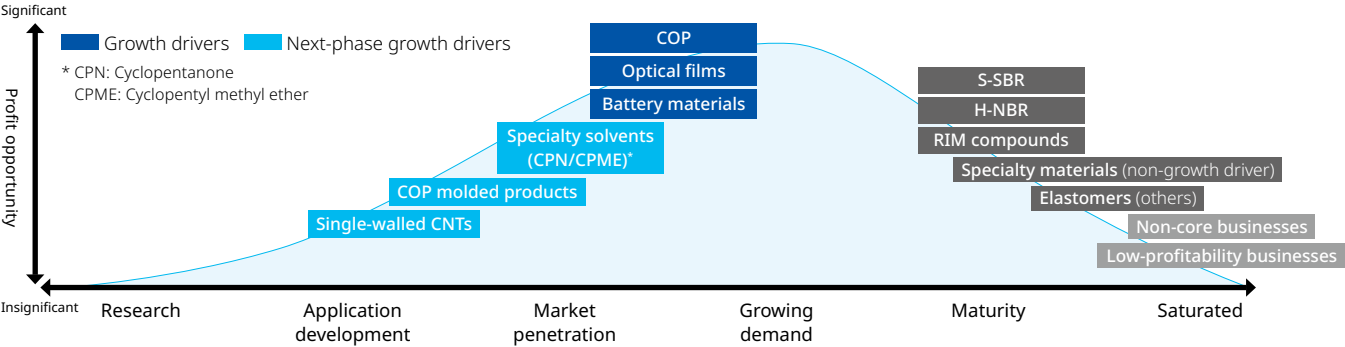 Significant
Growth drivers
Next-phase growth drivers
* CPN: Cyclopentanone
CPME: Cyclopentyl methyl ether
Profit opportunity
COP
Optical films
Battery materials
Specialty solvents
(CPN/CPME)*
COP molded products
Single-walled CNTs
S-SBR
H-NBR
RIM compounds
Specialty materials (non-growth driver)
Elastomers (others)
Non-core businesses
Low-profitability businesses
Insignificant
Research
Application
development
Market
penetration
Growing
demand
Maturity
Saturated